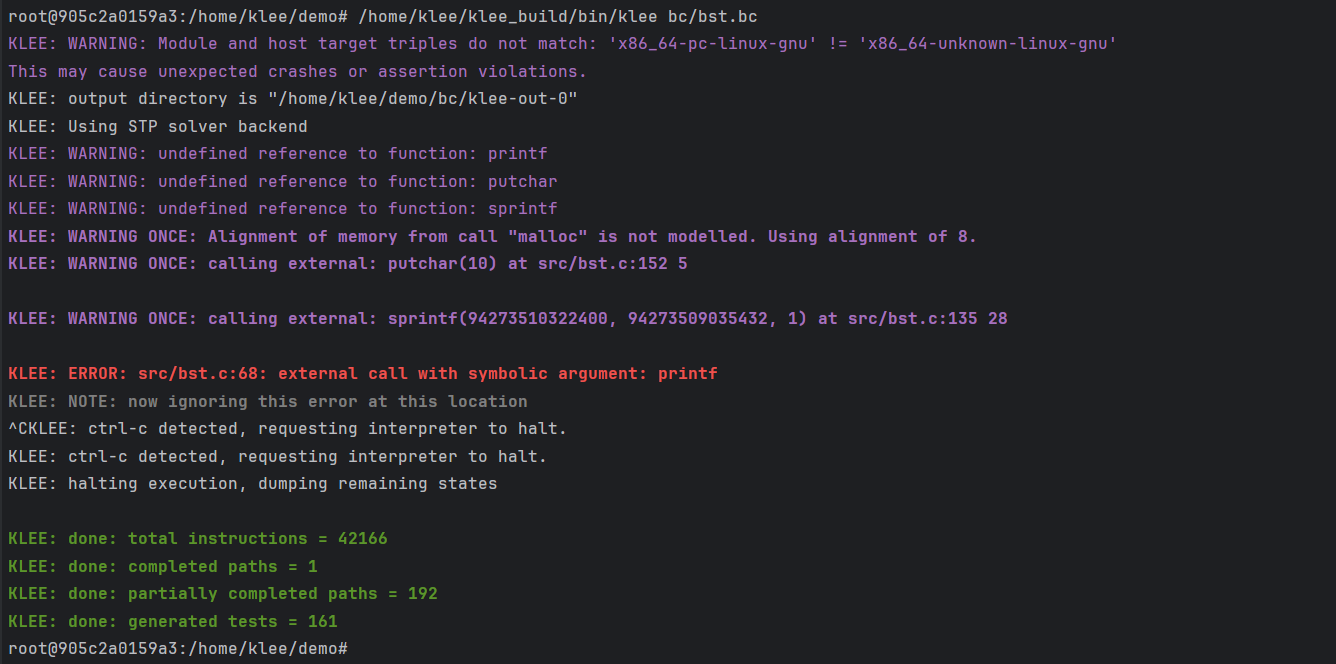 root@905c2a0159a3:/home/klee/demo# /home/klee/klee_build/bin/klee bc/bst.bc
KLEE: WARNING: Module and host target triples do not match: 'x86_64-pc-linux-gnu' != 'x86_64-unknown-linux-gnu'
This may cause unexpected crashes or assertion violations.
KLEE: output directory is "/home/klee/demo/bc/klee-out-0"
KLEE: Using STP solver backend
KLEE: WARNING: undefined reference to function: printf
KLEE: WARNING: undefined reference to function: putchar
KLEE: WARNING: undefined reference to function: sprintf
KLEE: WARNING ONCE: Alignment of memory from call "malloc" is not modelled. Using alignment of 8.
KLEE: WARNING ONCE: calling external: putchar(10) at src/bst.c:152 5
KLEE: WARNING ONCE: calling external: sprintf(94273510322400, 94273509035432, 1) at src/bst.c:135 28
KLEE: ERROR: src/bst.c:68: external call with symbolic argument: printf
KLEE: NOTE: now ignoring this error at this location
^CKLEE: ctrl-c detected, requesting interpreter to halt.
KLEE: ctrl-c detected, requesting interpreter to halt.
KLEE: halting execution, dumping remaining states
KLEE: done: total instructions = 42166
KLEE: done: completed paths = 1
KLEE: done: partially completed paths = 192
KLEE: done: generated tests = 161
root@905c2a0159a3:/home/klee/demo#